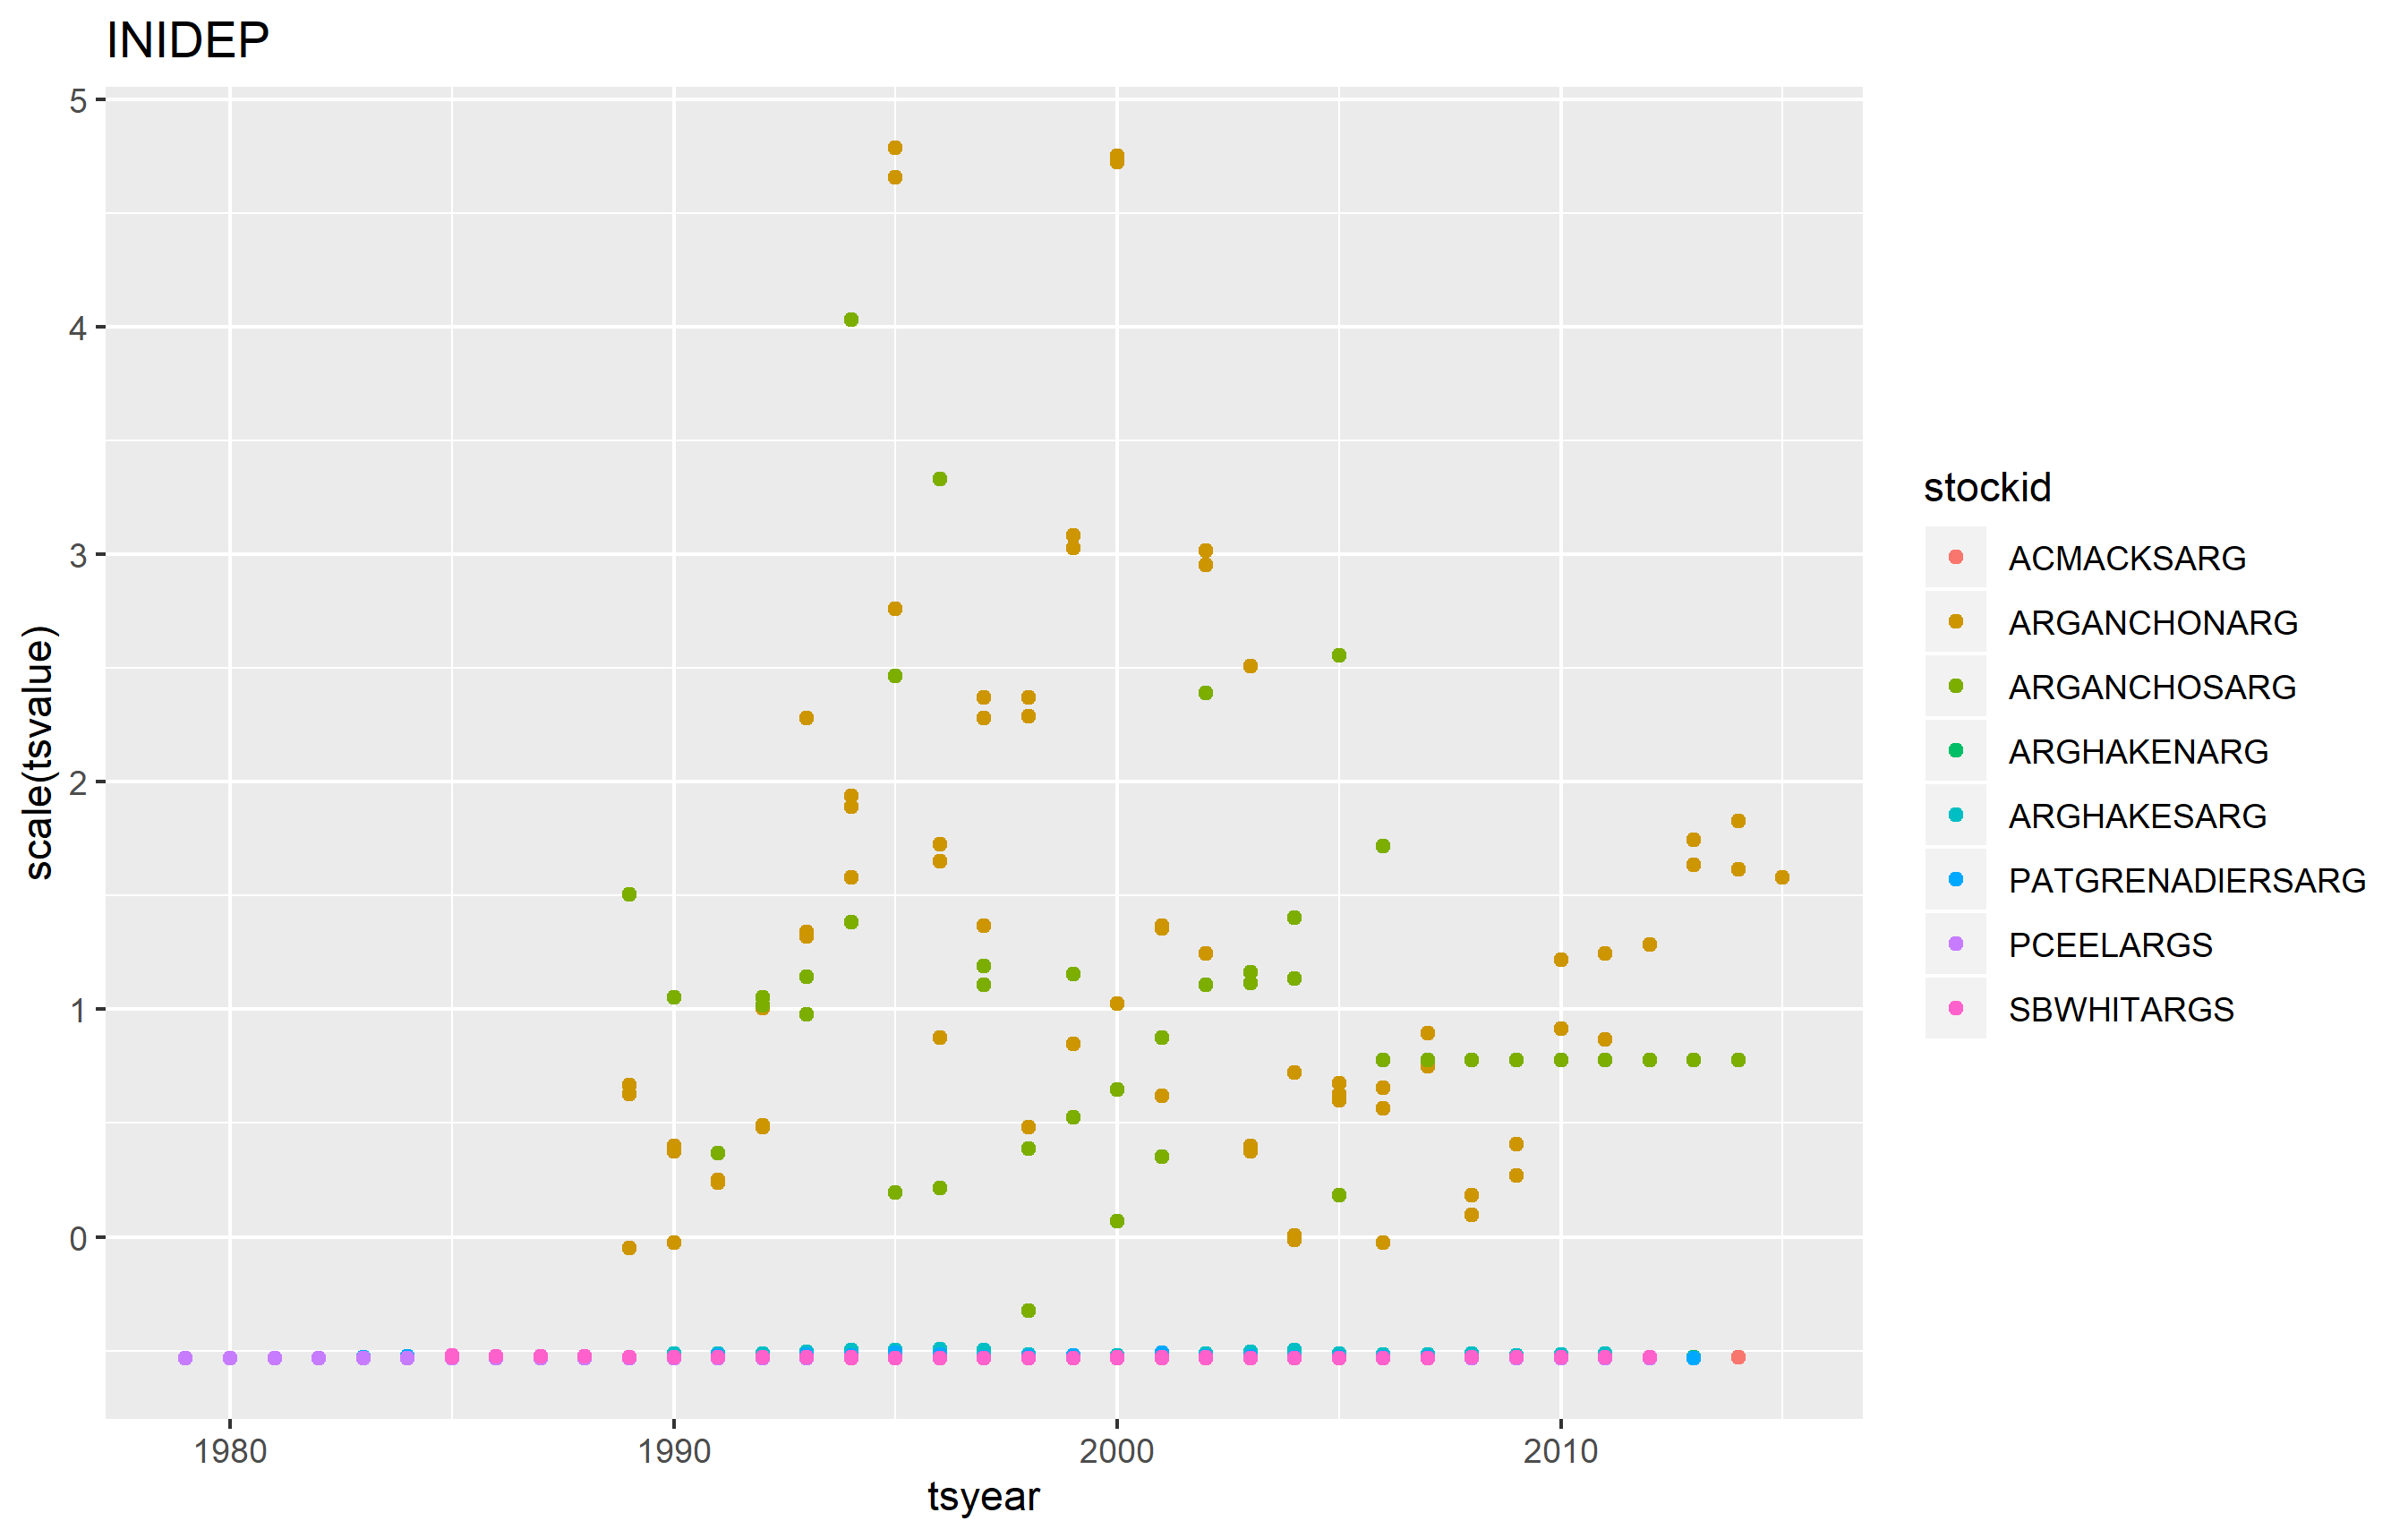 INIDEP
5
4
3
2
1
0
scale(tsvalue)
1980
1990
2000
2010
tsyear
stockid
ACMACKSARG
ARGANCHONARG
ARGANCHOSARG
ARGHAKENARG
ARGHAKESARG
PATGRENADIERSARG
PCEELARGS
SBWHITARGS